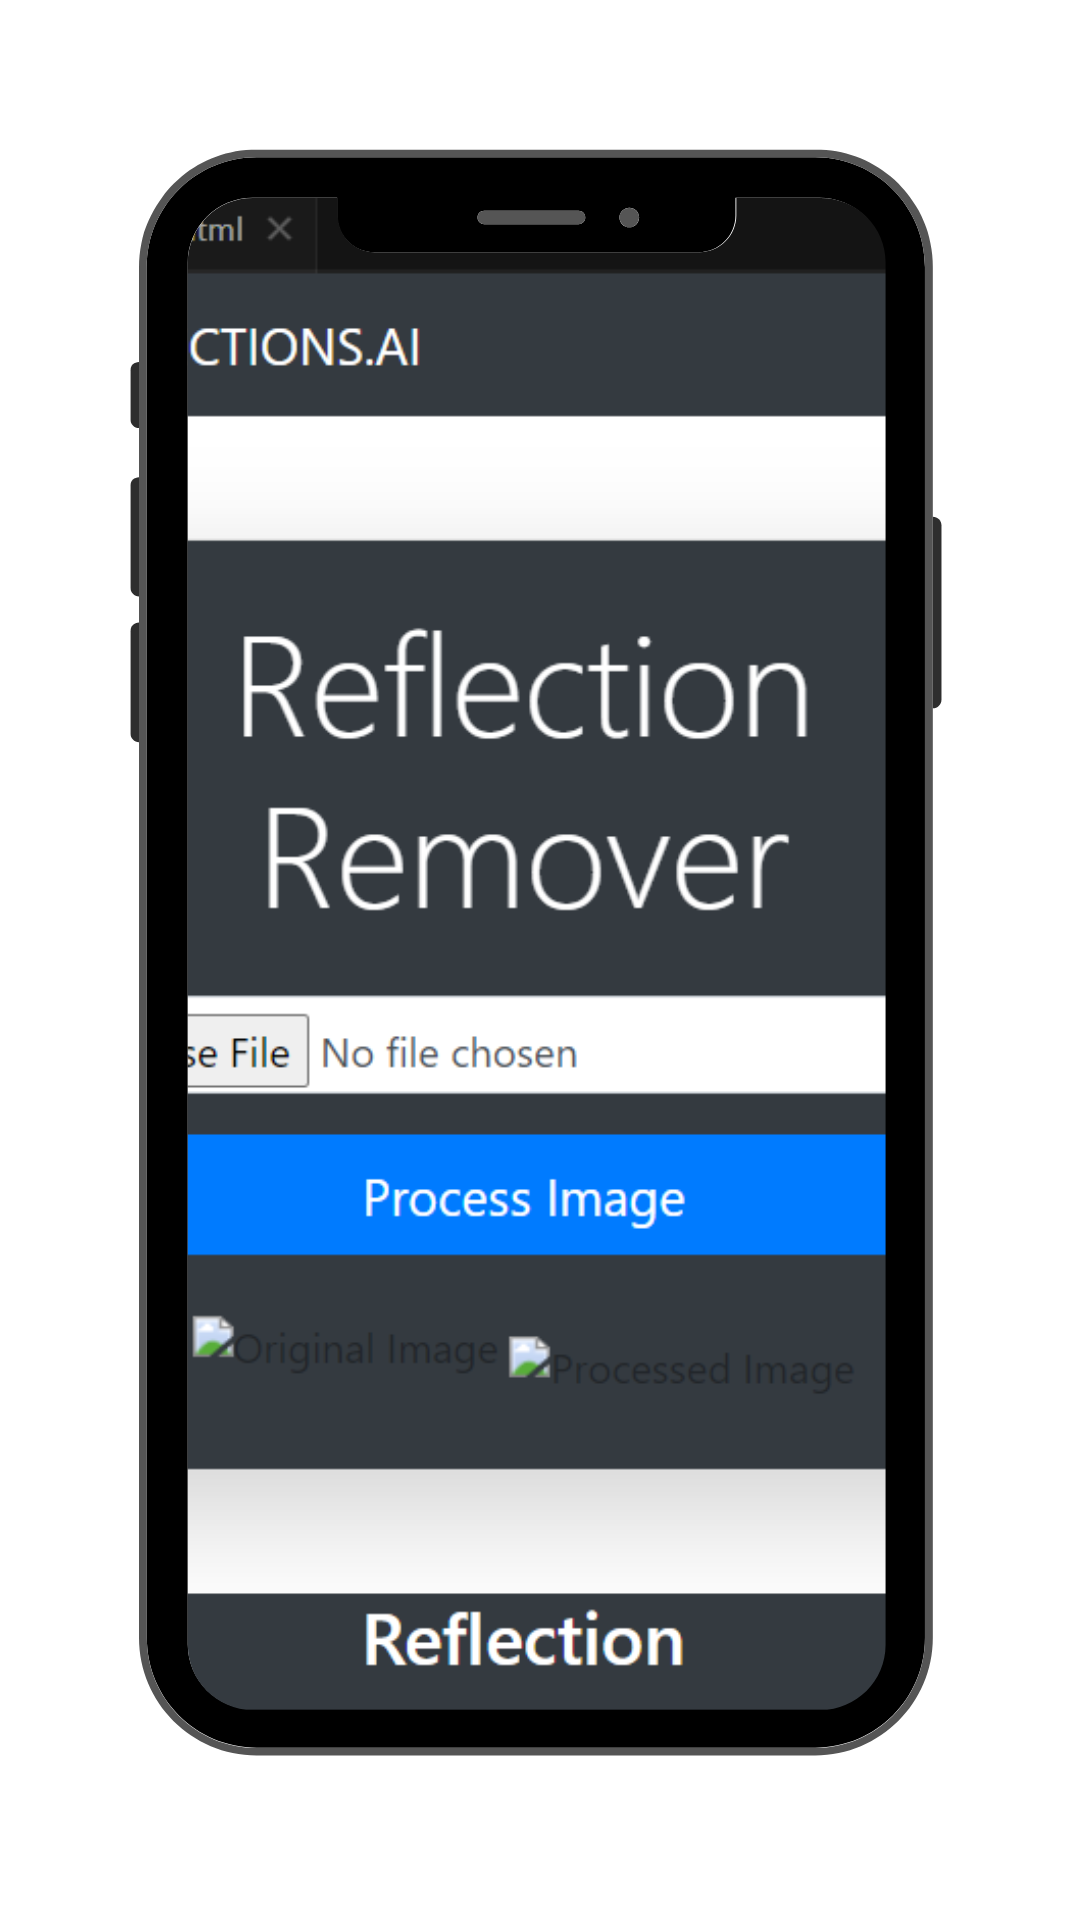 tml ×
CTIONS.AI
Reflection
Remover
se File No file chosen
Process Image
Original Image Processed Image
Reflection